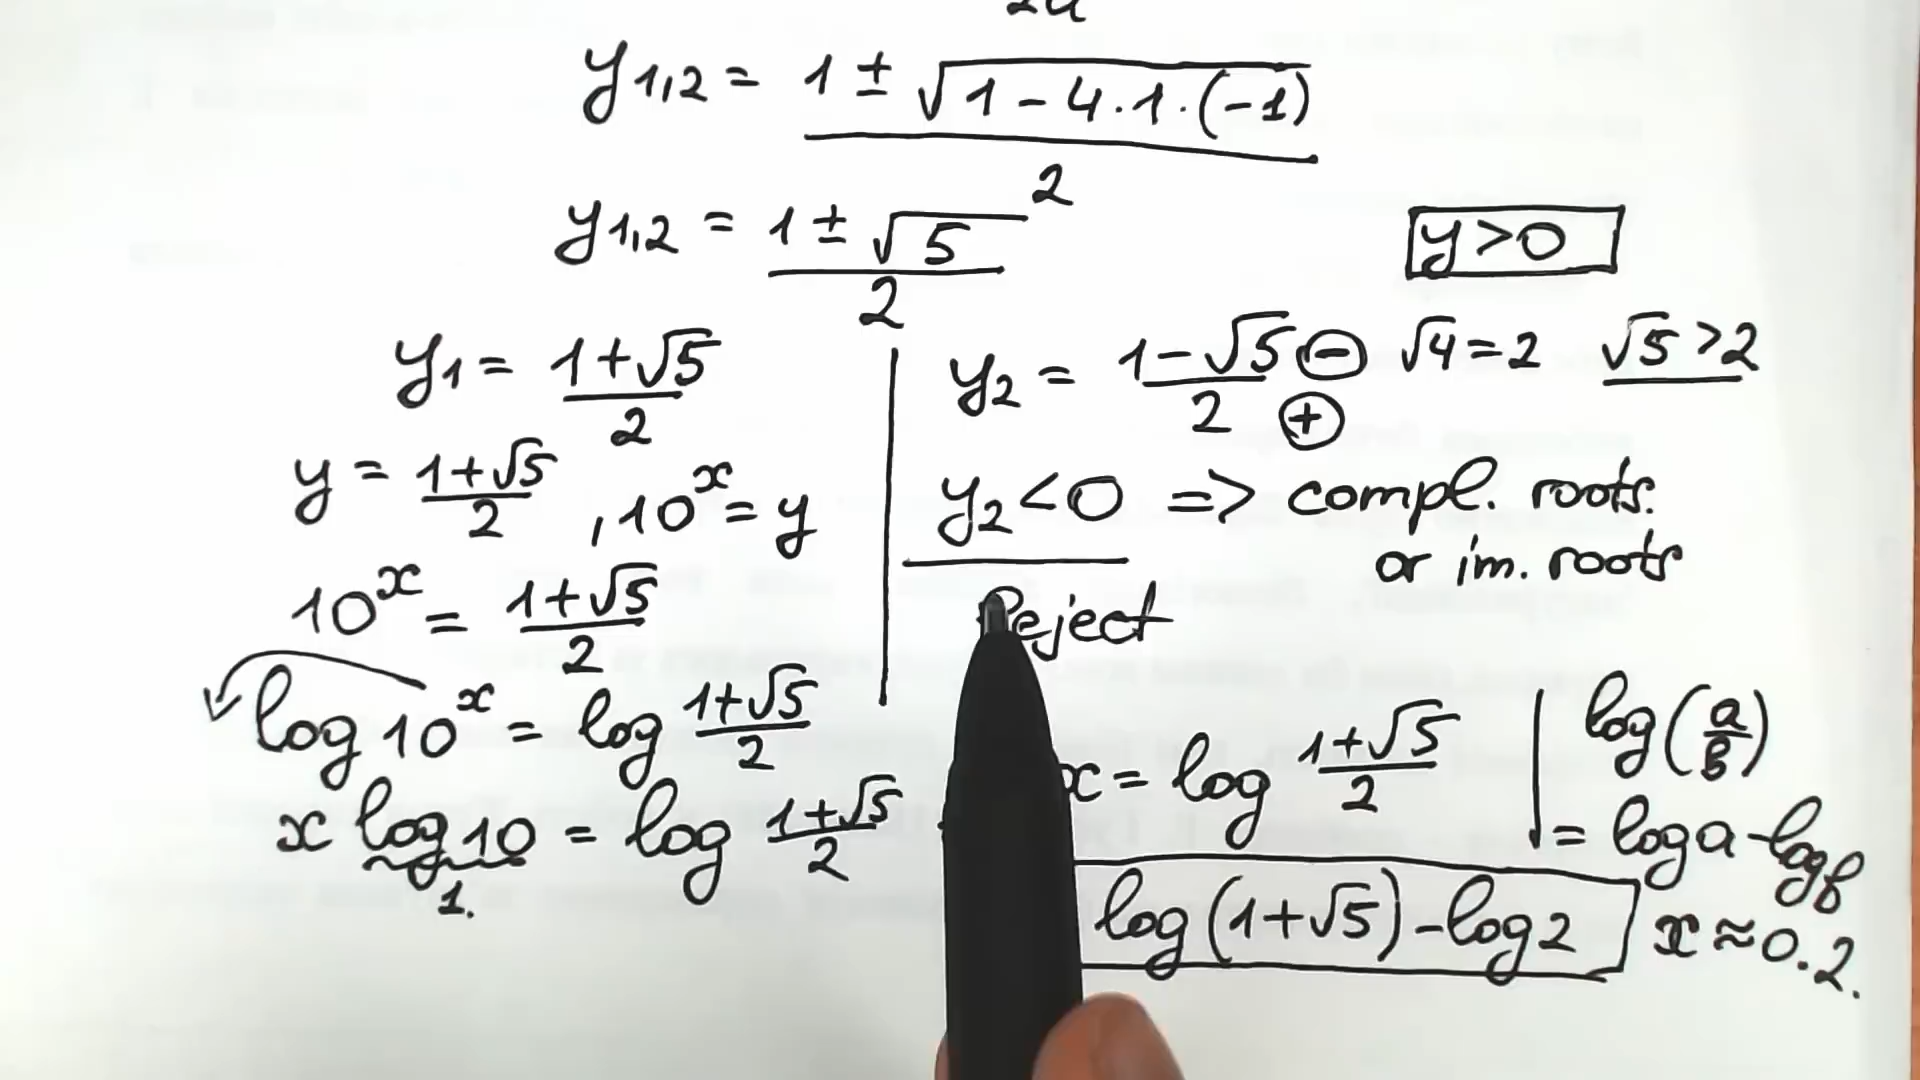 2a
y1,2 = (1 ± √(1 - 4·1·(-1)))/2
y1,2 = (1 ± √5)/2
y>0
y1 = (1+√5)/2
y = (1+√5)/2 , 10^x = y
10^x = (1+√5)/2
log 10^x = log (1+√5)/2
x log 10 = log (1+√5)/2
1.
y2 = (1-√5)/2 ⊖ ⊕ √4 = 2 √5 > 2
y2 < 0 => compl. roots.
or im. roots
Reject
x = log (1+√5)/2
log(a/b)
= log a - log b
log(1+√5) - log 2
x ≈ 0.2.